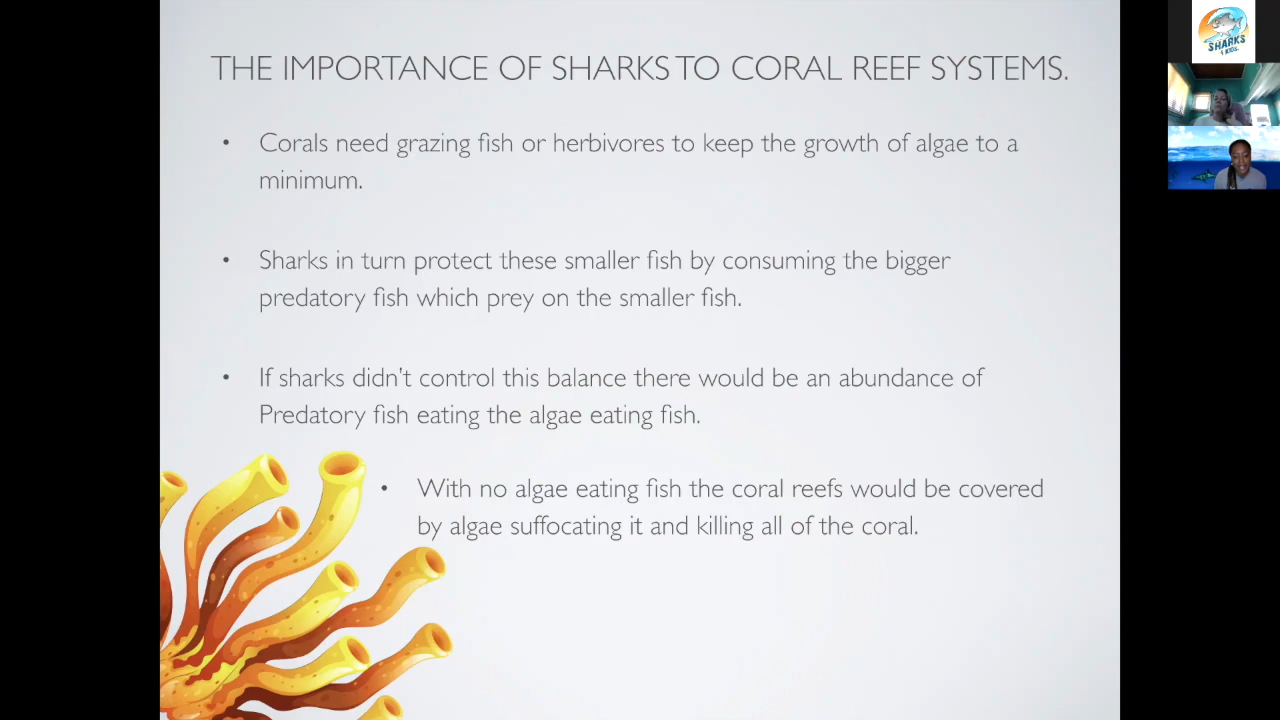 THE IMPORTANCE OF SHARKS TO CORAL REEF SYSTEMS.
• Corals need grazing fish or herbivores to keep the growth of algae to a
minimum.
• Sharks in turn protect these smaller fish by consuming the bigger
predatory fish which prey on the smaller fish.
• If sharks didn't control this balance there would be an abundance of
Predatory fish eating the algae eating fish.
• With no algae eating fish the coral reefs would be covered
by algae suffocating it and killing all of the coral.
SHARKS
4 KIDS